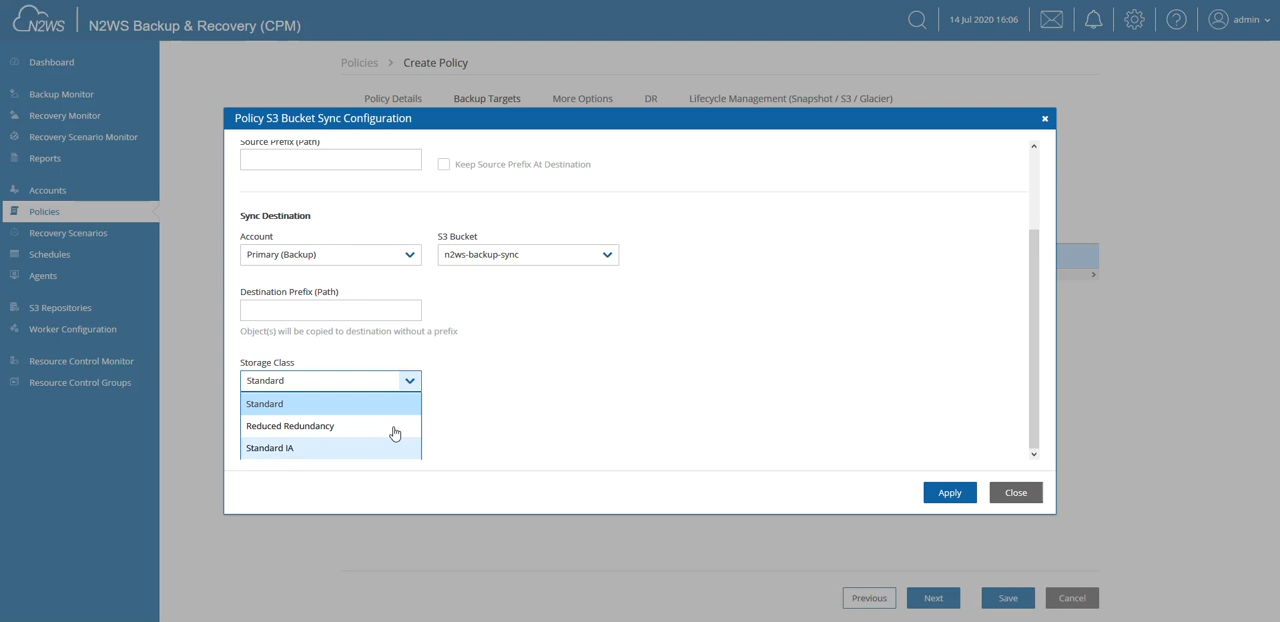 N2WS
N2WS Backup & Recovery (CPM)
14 Jul 2020 16:06
admin
Dashboard
Backup Monitor
Recovery Monitor
Recovery Scenario Monitor
Reports
Accounts
Policies
Recovery Scenarios
Schedules
Agents
S3 Repositories
Worker Configuration
Resource Control Monitor
Resource Control Groups
Policies > Create Policy
Policy Details Backup Targets More Options DR Lifecycle Management (Snapshot / S3 / Glacier)
Policy S3 Bucket Sync Configuration
Source Prefix (Path)
Keep Source Prefix At Destination
Sync Destination
Account S3 Bucket
Primary (Backup) n2ws-backup-sync
Destination Prefix (Path)
Object(s) will be copied to destination without a prefix
Storage Class
Standard
Standard
Reduced Redundancy
Standard IA
Apply Close
Previous Next Save Cancel